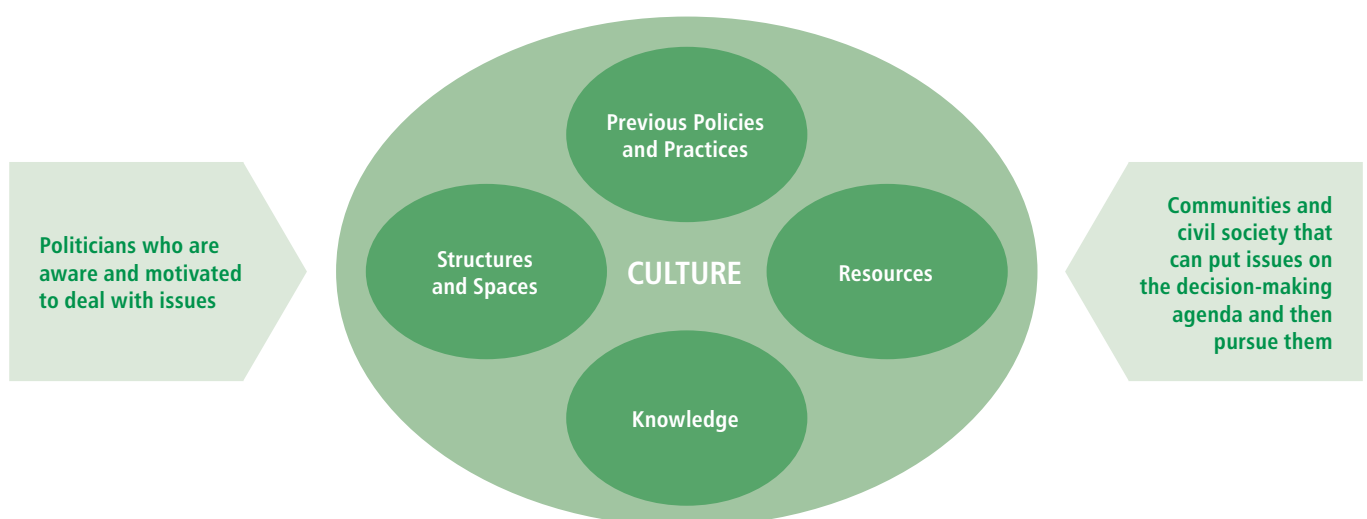 Previous Policies
and Practices
Politicians who are
aware and motivated
to deal with issues
Structures
and Spaces
CULTURE
Resources
Communities and
civil society that
can put issues on
the decision-making
agenda and then
pursue them
Knowledge